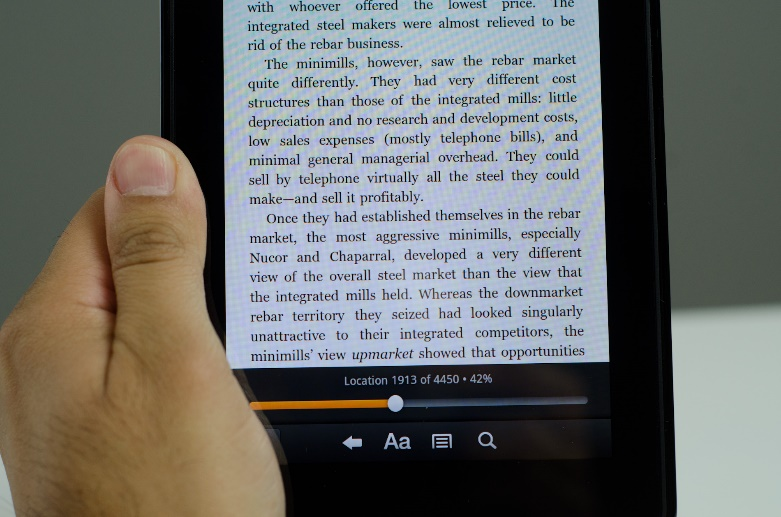 with whoever offered the lowest price. The
integrated steel makers were almost relieved to be
rid of the rebar business.
The minimills, however, saw the rebar market
quite differently. They had very different cost
structures than those of the integrated mills: little
depreciation and no research and development costs,
low sales expenses (mostly telephone bills), and
minimal general managerial overhead. They could
sell by telephone virtually all the steel they could
make—and sell it profitably.
Once they had established themselves in the rebar
market, the most aggressive minimills, especially
Nucor and Chaparral, developed a very different
view of the overall steel market than the view that
the integrated mills held. Whereas the downmarket
rebar territory they seized had looked singularly
unattractive to their integrated competitors, the
minimills’ view upmarket showed that opportunities
Location 1913 of 4450 • 42%
Aa